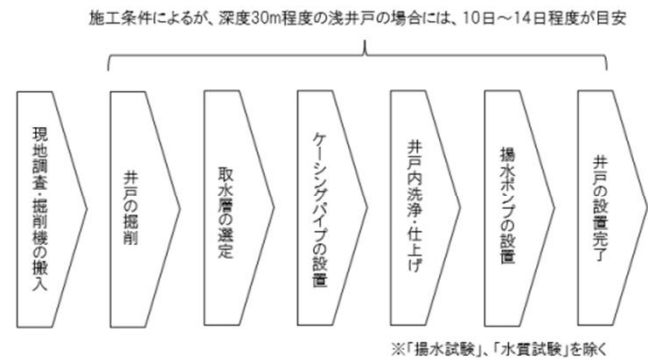 施工条件によるが、深度30m程度の浅井戸の場合には、10日～14日程度が目安
現地調査・掘削機の搬入
井戸の掘削
取水層の選定
ケーシングパイプの設置
井戸内洗浄・仕上げ
揚水ポンプの設置
井戸の設置完了
※「揚水試験」、「水質試験」を除く